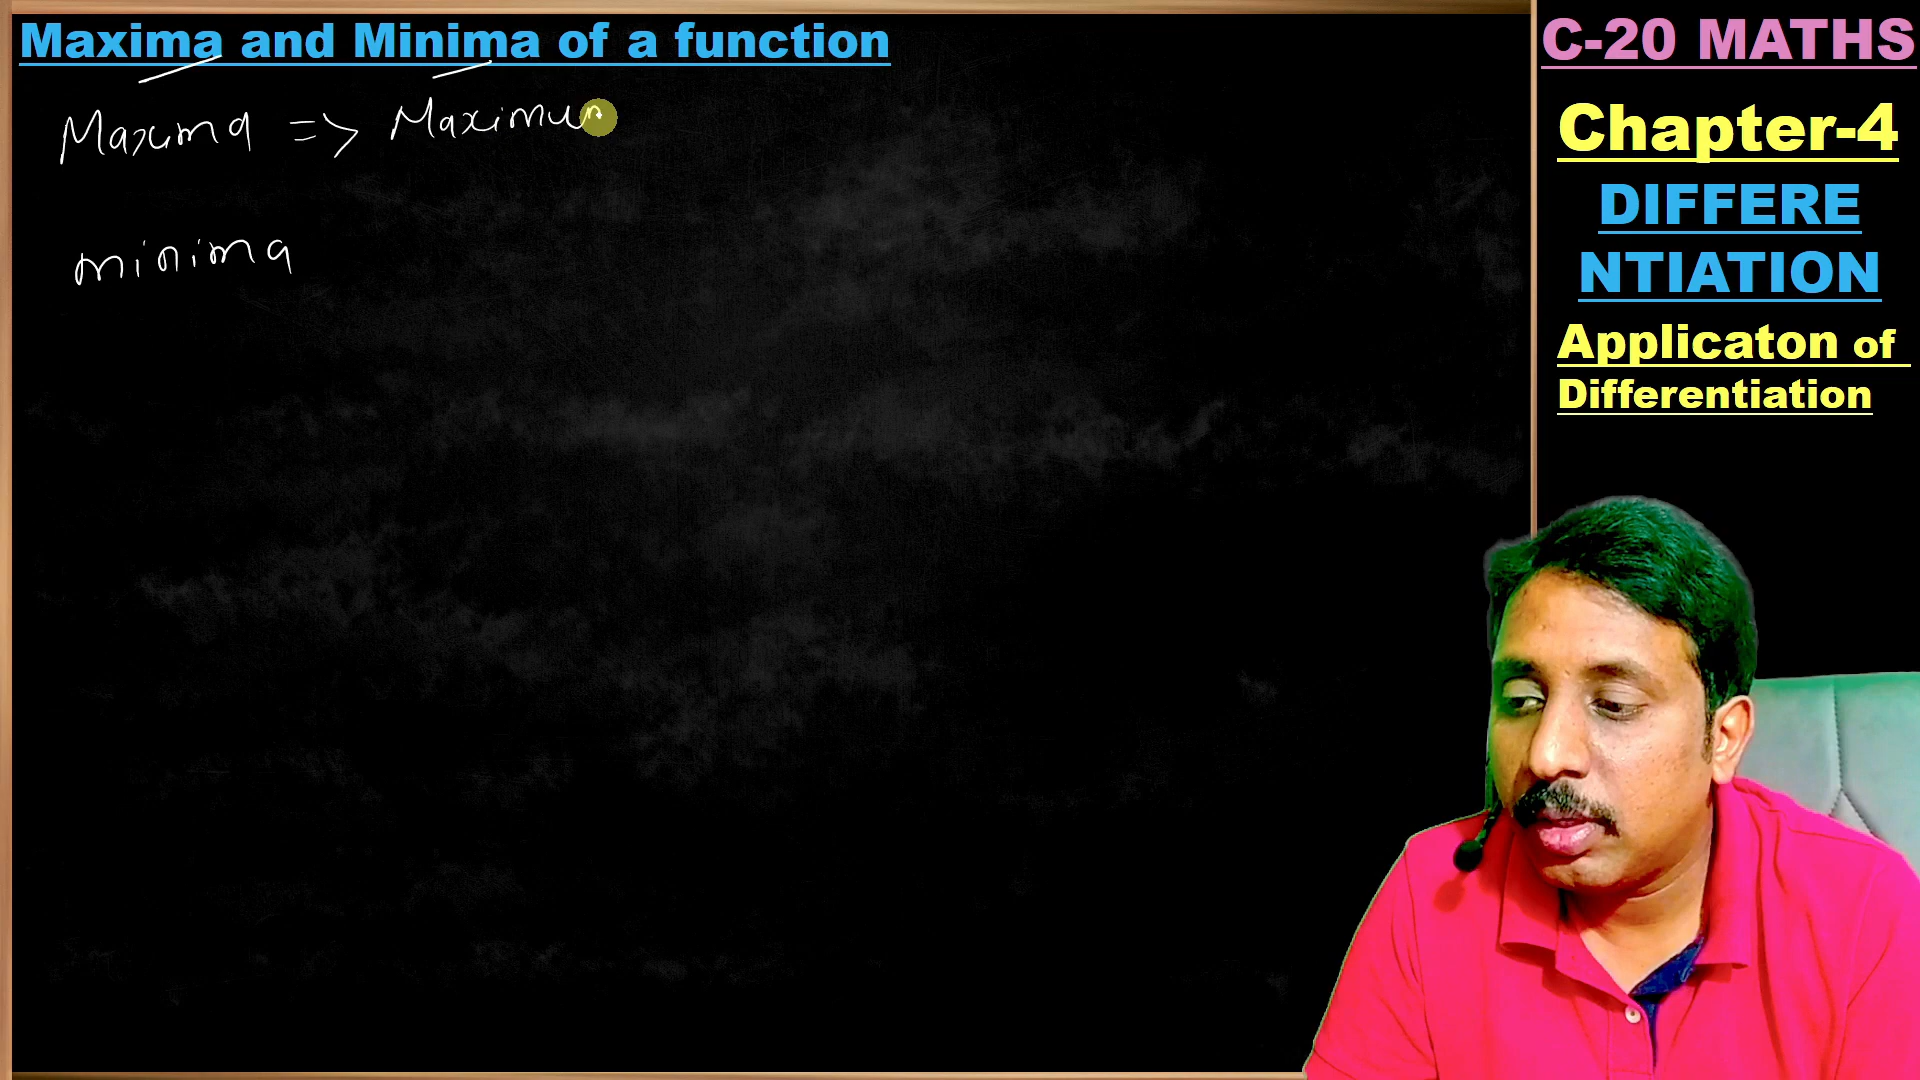 Maxima and Minima of a function
Maxima => Maximum
minima
C-20 MATHS
Chapter-4
DIFFERE
NTIATION
Applicaton of
Differentiation